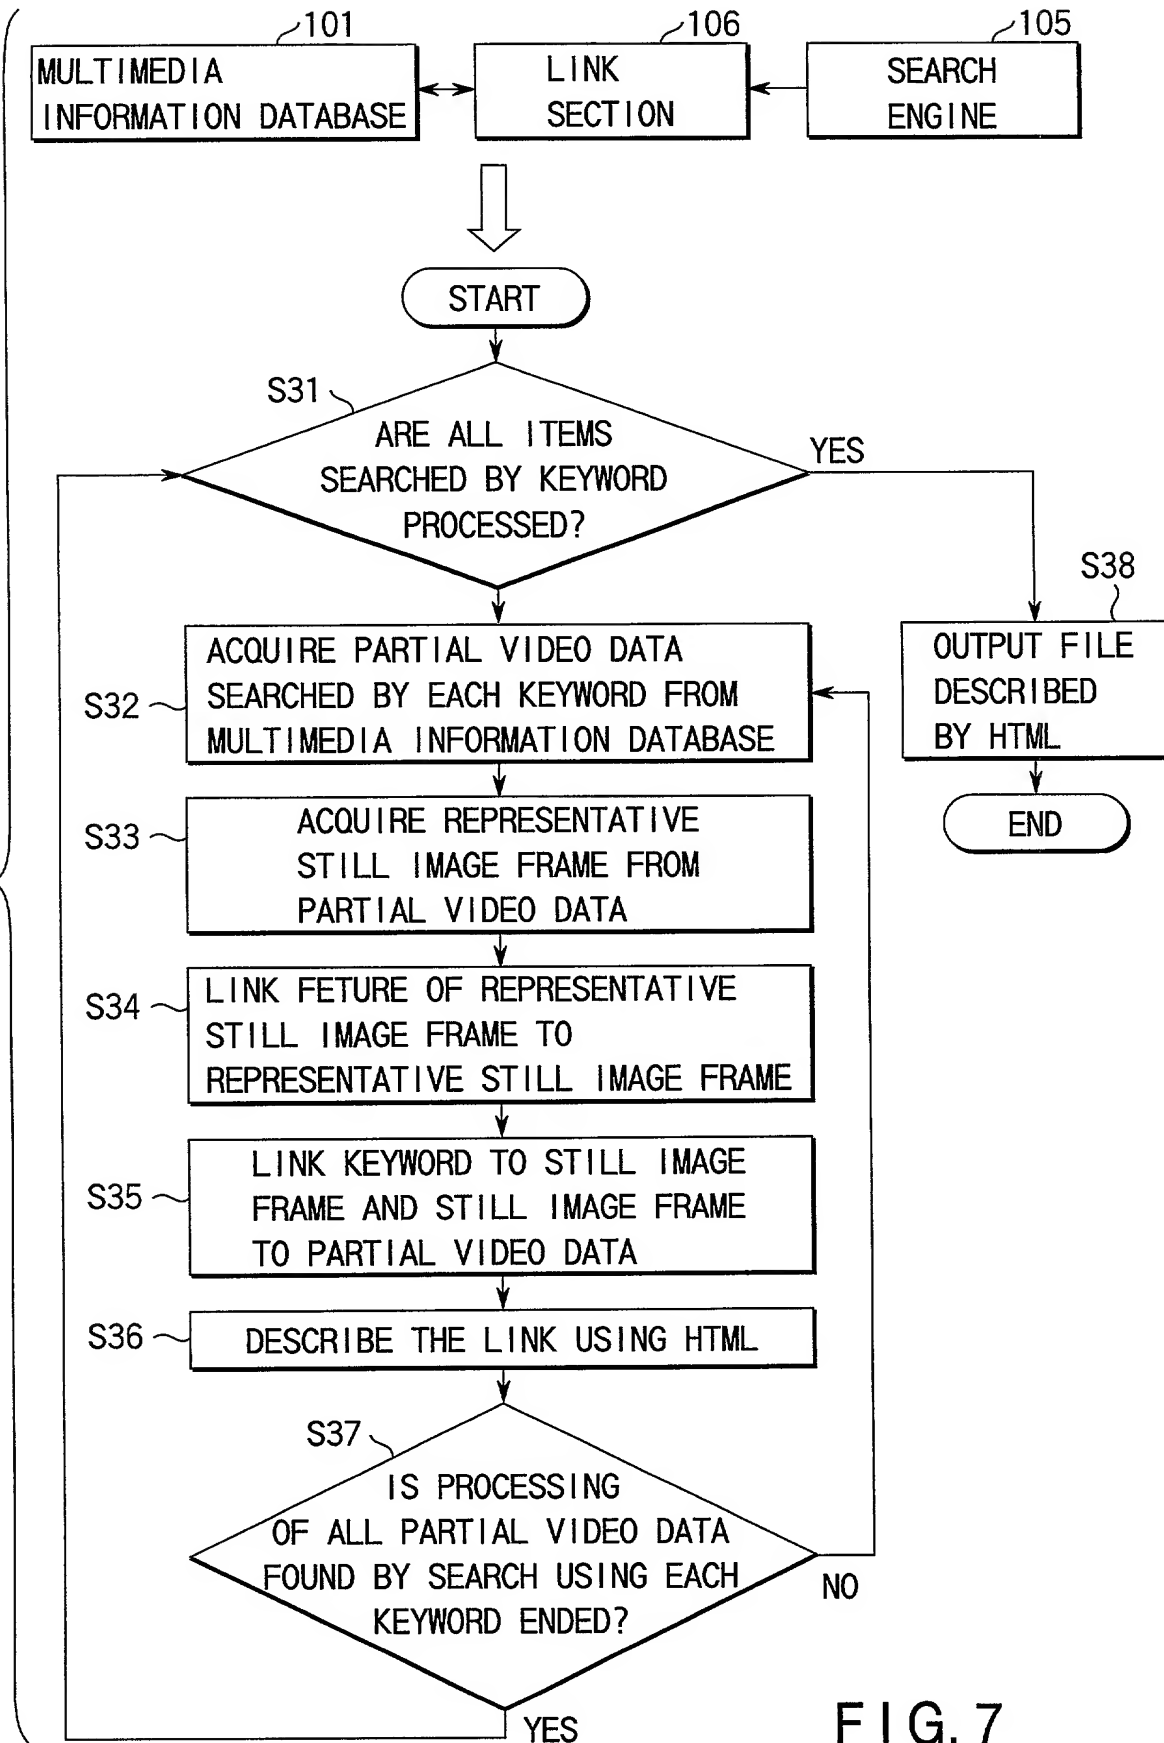 101
MULTIMEDIA
INFORMATION DATABASE
106
LINK
SECTION
105
SEARCH
ENGINE
START
S31
ARE ALL ITEMS
SEARCHED BY KEYWORD
PROCESSED?
YES
S38
OUTPUT FILE
DESCRIBED
BY HTML
END
S32
ACQUIRE PARTIAL VIDEO DATA
SEARCHED BY EACH KEYWORD FROM
MULTIMEDIA INFORMATION DATABASE
S33
ACQUIRE REPRESENTATIVE
STILL IMAGE FRAME FROM
PARTIAL VIDEO DATA
S34
LINK FETURE OF REPRESENTATIVE
STILL IMAGE FRAME TO
REPRESENTATIVE STILL IMAGE FRAME
S35
LINK KEYWORD TO STILL IMAGE
FRAME AND STILL IMAGE FRAME
TO PARTIAL VIDEO DATA
S36
DESCRIBE THE LINK USING HTML
S37
IS PROCESSING
OF ALL PARTIAL VIDEO DATA
FOUND BY SEARCH USING EACH
KEYWORD ENDED?
NO
YES
FIG. 7